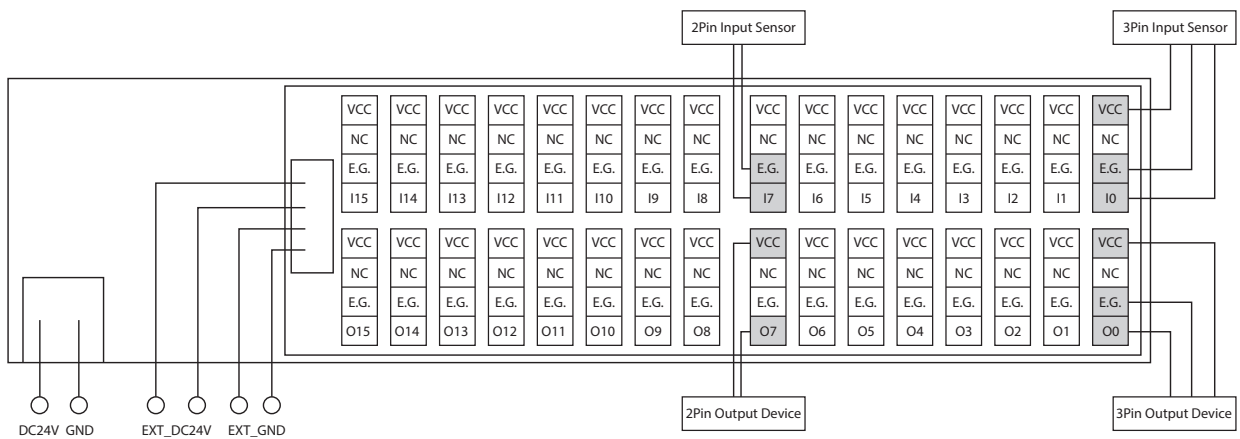 2Pin Input Sensor 3Pin Input Sensor
VCC VCC VCC VCC VCC VCC VCC VCC VCC VCC VCC VCC VCC VCC VCC VCC
NC NC NC NC NC NC NC NC NC NC NC NC NC NC NC NC
E.G. E.G. E.G. E.G. E.G. E.G. E.G. E.G. E.G. E.G. E.G. E.G. E.G. E.G. E.G. E.G.
I15 I14 I13 I12 I11 I10 I9 I8 I7 I6 I5 I4 I3 I2 I1 I0
VCC VCC VCC VCC VCC VCC VCC VCC VCC VCC VCC VCC VCC VCC VCC VCC
NC NC NC NC NC NC NC NC NC NC NC NC NC NC NC NC
E.G. E.G. E.G. E.G. E.G. E.G. E.G. E.G. E.G. E.G. E.G. E.G. E.G. E.G. E.G. E.G.
O15 O14 O13 O12 O11 O10 O9 O8 O7 O6 O5 O4 O3 O2 O1 O0
2Pin Output Device 3Pin Output Device
DC24V GND EXT_DC24V EXT_GND